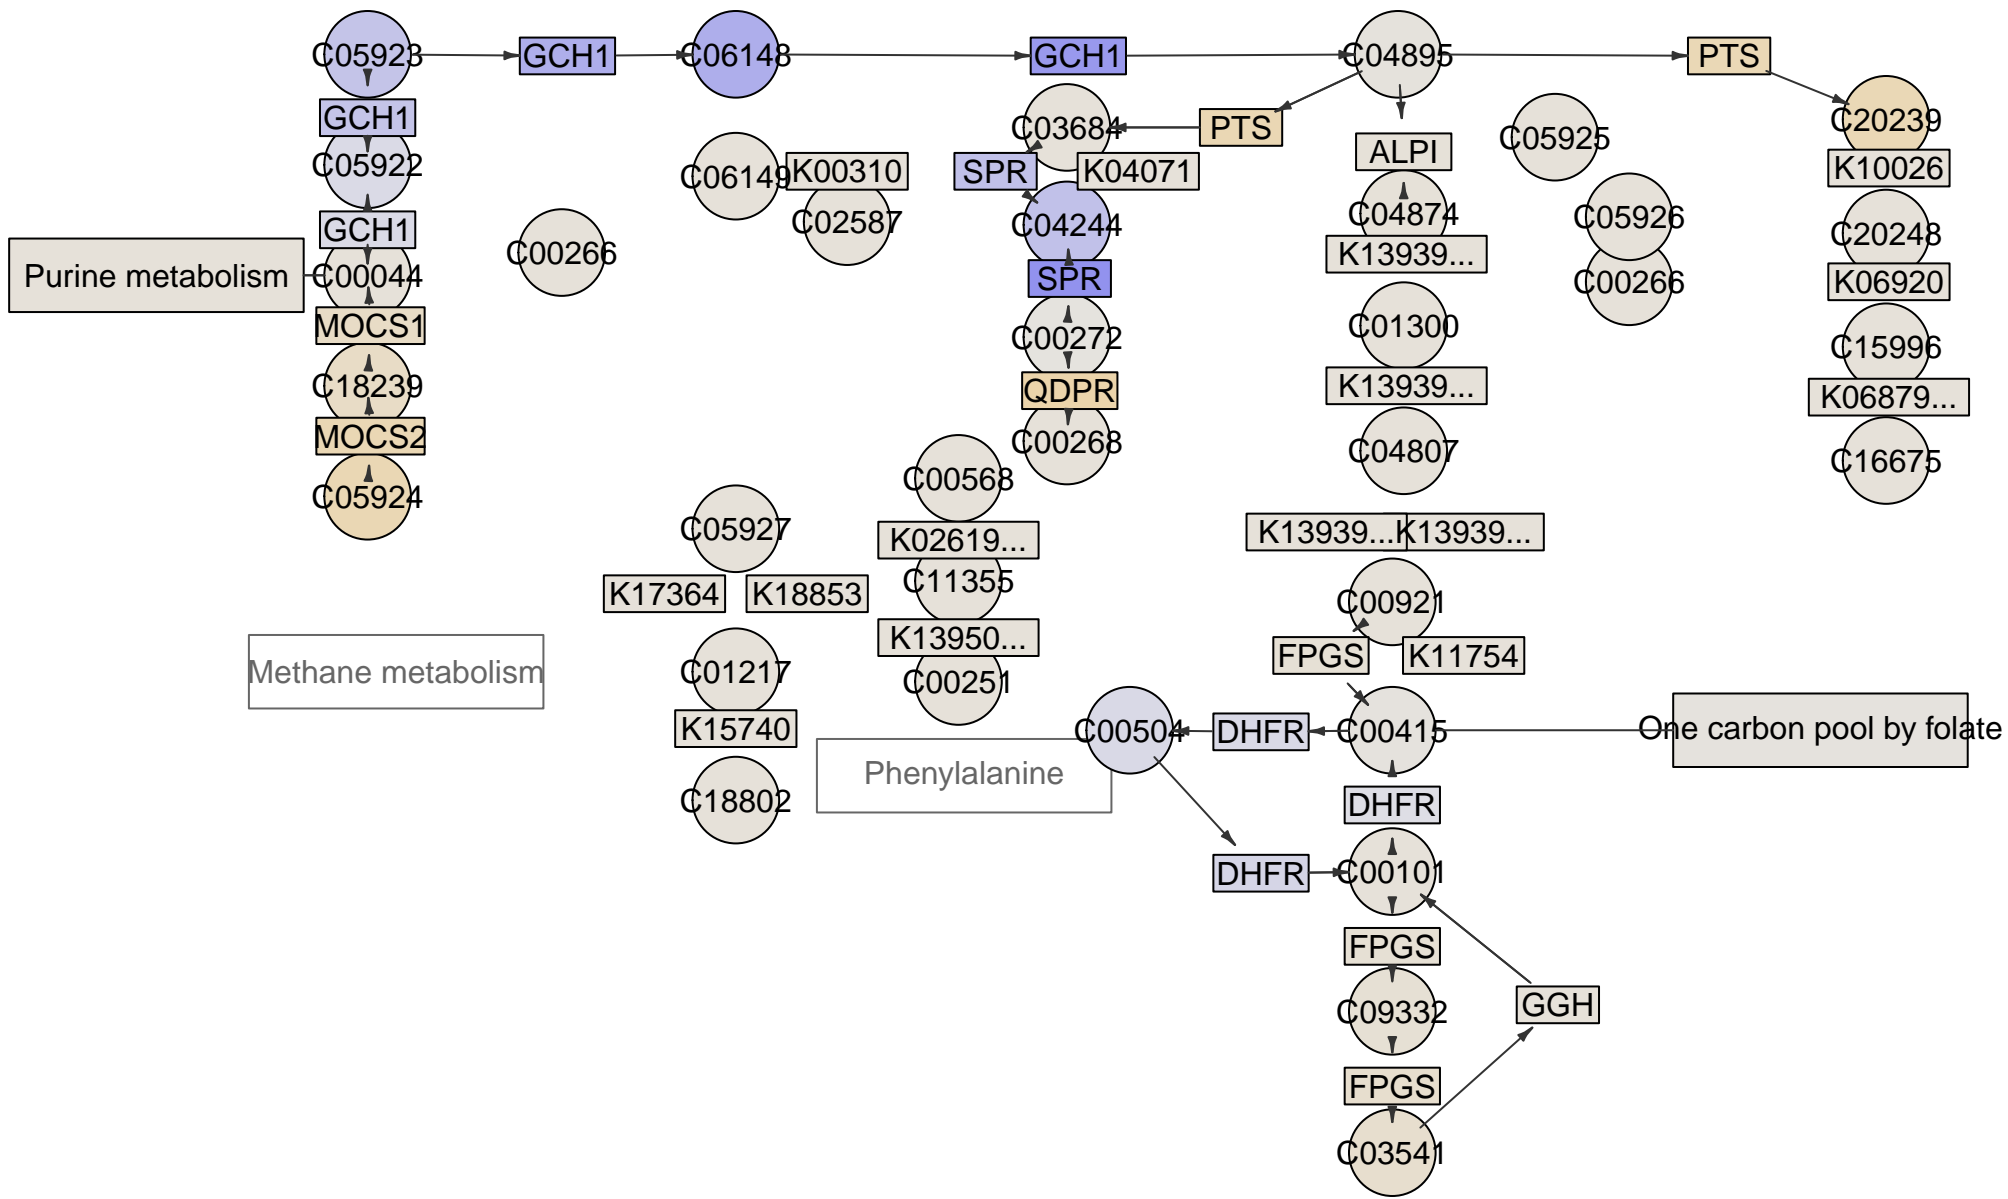 C05923
GCH1
C06148
GCH1
C04895
PTS
GCH1
C03684
PTS
C20239
C05922
C06149
K00310
SPR
K04071
ALPI
C05925
K10026
GCH1
C02587
C04244
C04874
C05926
C20248
Purine metabolism
C00044
C00266
SPR
K13939...
C00266
K06920
MOCS1
C00272
C01300
C15996
C18239
QDPR
K13939...
K06879...
MOCS2
C00268
C04807
C16675
C05924
C00568
C05927
K02619...
K13939...
K13939...
K17364
K18853
C11355
C00921
Methane metabolism
K13950...
FPGS
K11754
C01217
C00251
K15740
C00504
DHFR
C00415
One carbon pool by folate
Phenylalanine
C18802
DHFR
DHFR
C00101
FPGS
C09332
GGH
FPGS
C03541